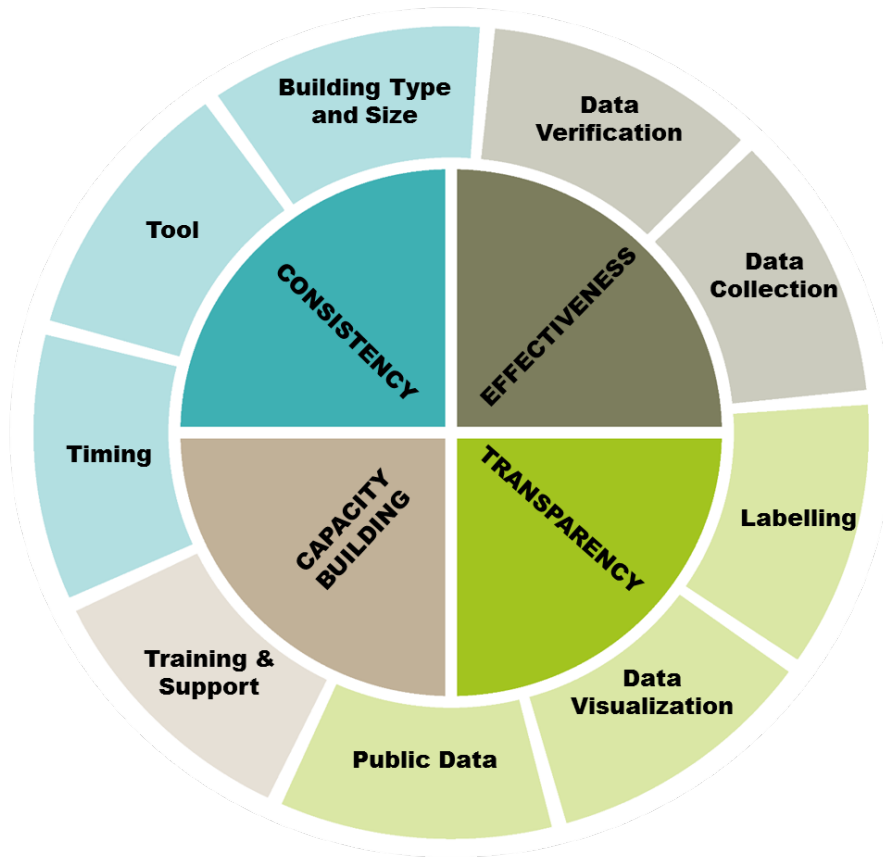 Building Type
and Size
Data
Verification
Tool
Data
Collection
CONSISTENCY
EFFECTIVENESS
Timing
CAPACITY
BUILDING
TRANSPARENCY
Labelling
Training &
Support
Data
Visualization
Public Data